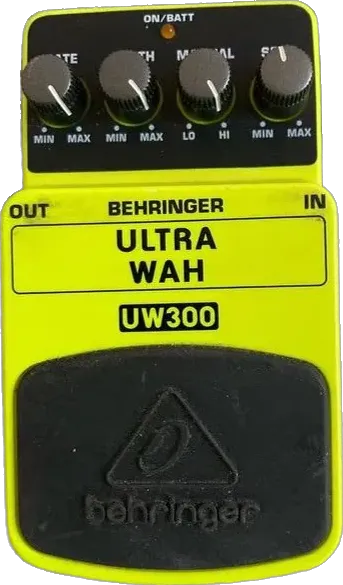 ON/BATT
MIN MAX MIN MAX LO HI MIN MAX
OUT BEHRINGER IN
ULTRA
WAH
UW300
behringer